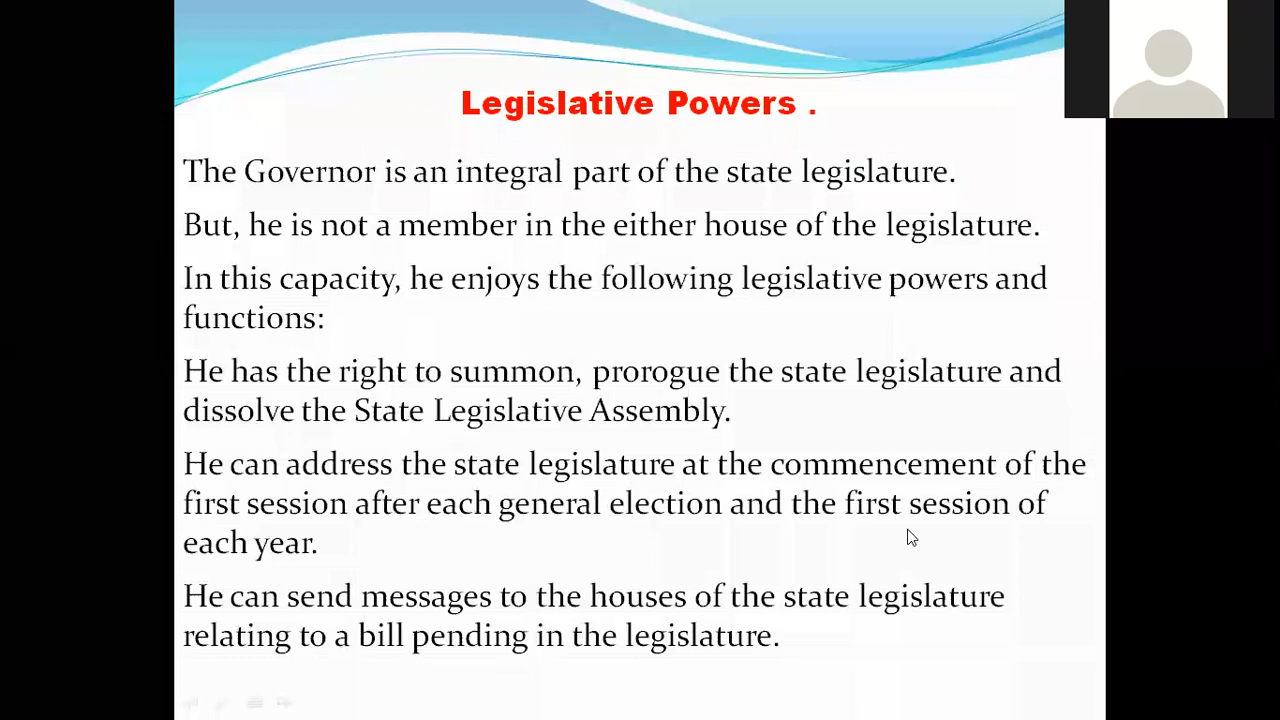 Legislative Powers .
The Governor is an integral part of the state legislature.
But, he is not a member in the either house of the legislature.
In this capacity, he enjoys the following legislative powers and
functions:
He has the right to summon, prorogue the state legislature and
dissolve the State Legislative Assembly.
He can address the state legislature at the commencement of the
first session after each general election and the first session of
each year.
He can send messages to the houses of the state legislature
relating to a bill pending in the legislature.